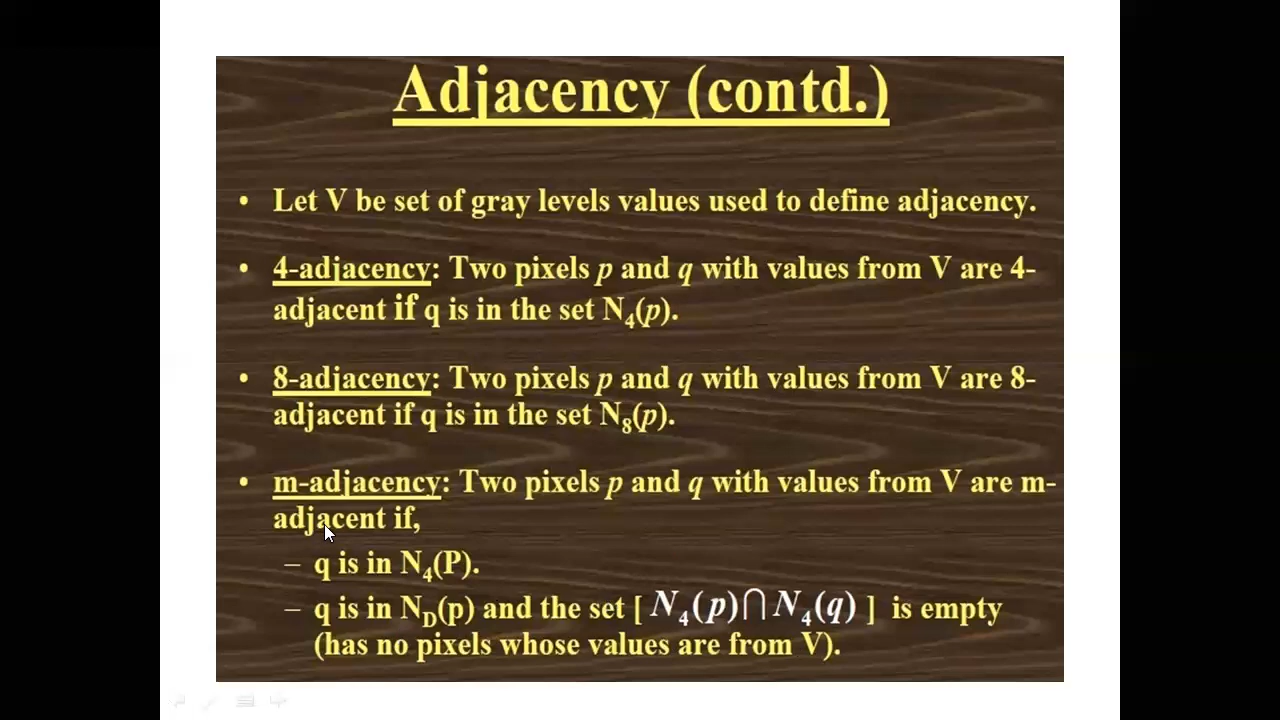 Adjacency (contd.)
• Let V be set of gray levels values used to define adjacency.
• 4-adjacency: Two pixels p and q with values from V are 4-
adjacent if q is in the set N₄(p).
• 8-adjacency: Two pixels p and q with values from V are 8-
adjacent if q is in the set N₈(p).
• m-adjacency: Two pixels p and q with values from V are m-
adjacent if,
– q is in N₄(P).
– q is in N_D(p) and the set [ N₄(p)∩N₄(q) ] is empty
(has no pixels whose values are from V).